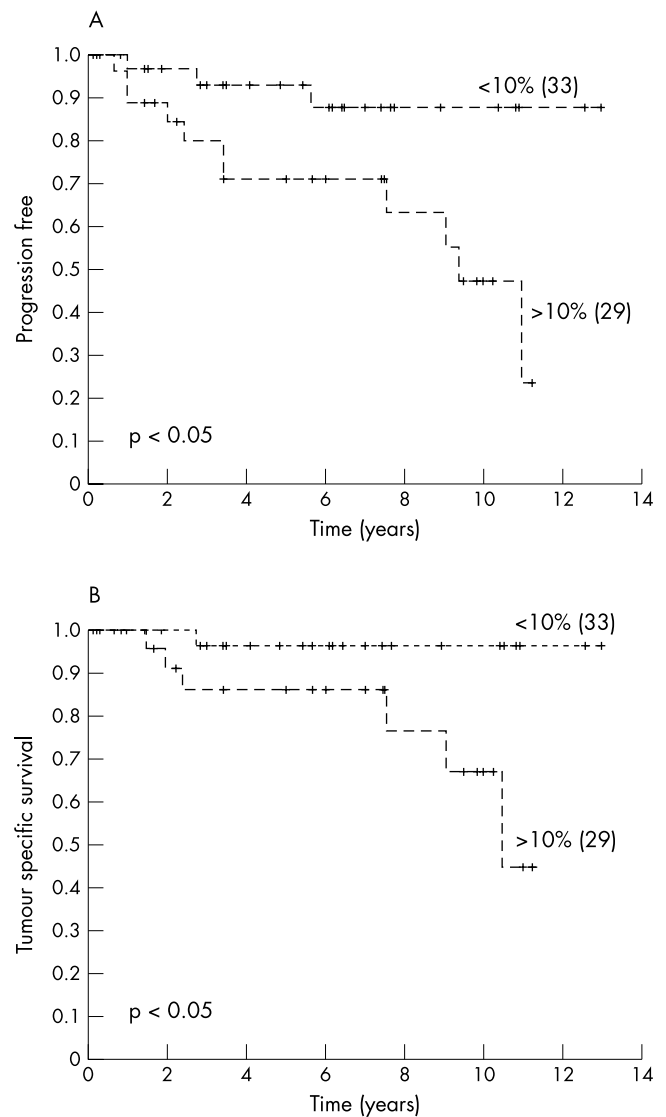 A
1.0
0.9
0.8
0.7
0.6
0.5
0.4
0.3
0.2
0.1
0
Progression free
<10% (33)
>10% (29)
p < 0.05
0 2 4 6 8 10 12 14
Time (years)
B
1.0
0.9
0.8
0.7
0.6
0.5
0.4
0.3
0.2
0.1
0
Tumour specific survival
<10% (33)
>10% (29)
p < 0.05
0 2 4 6 8 10 12 14
Time (years)